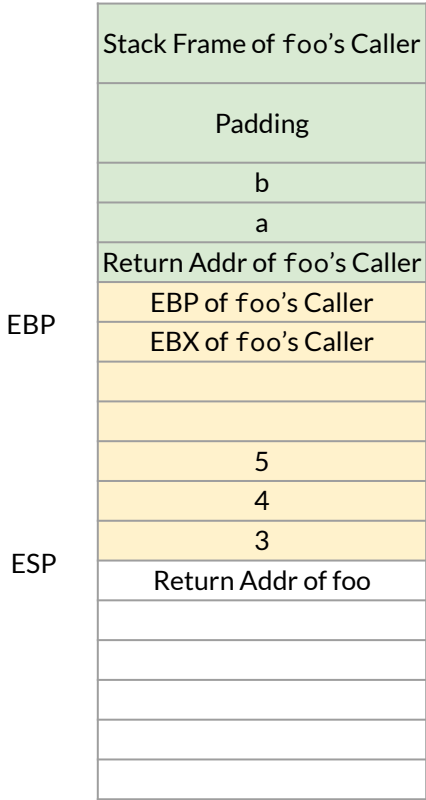 Stack Frame of foo's Caller
Padding
b
a
Return Addr of foo's Caller
EBP of foo's Caller
EBP
EBX of foo's Caller
5
4
3
ESP
Return Addr of foo